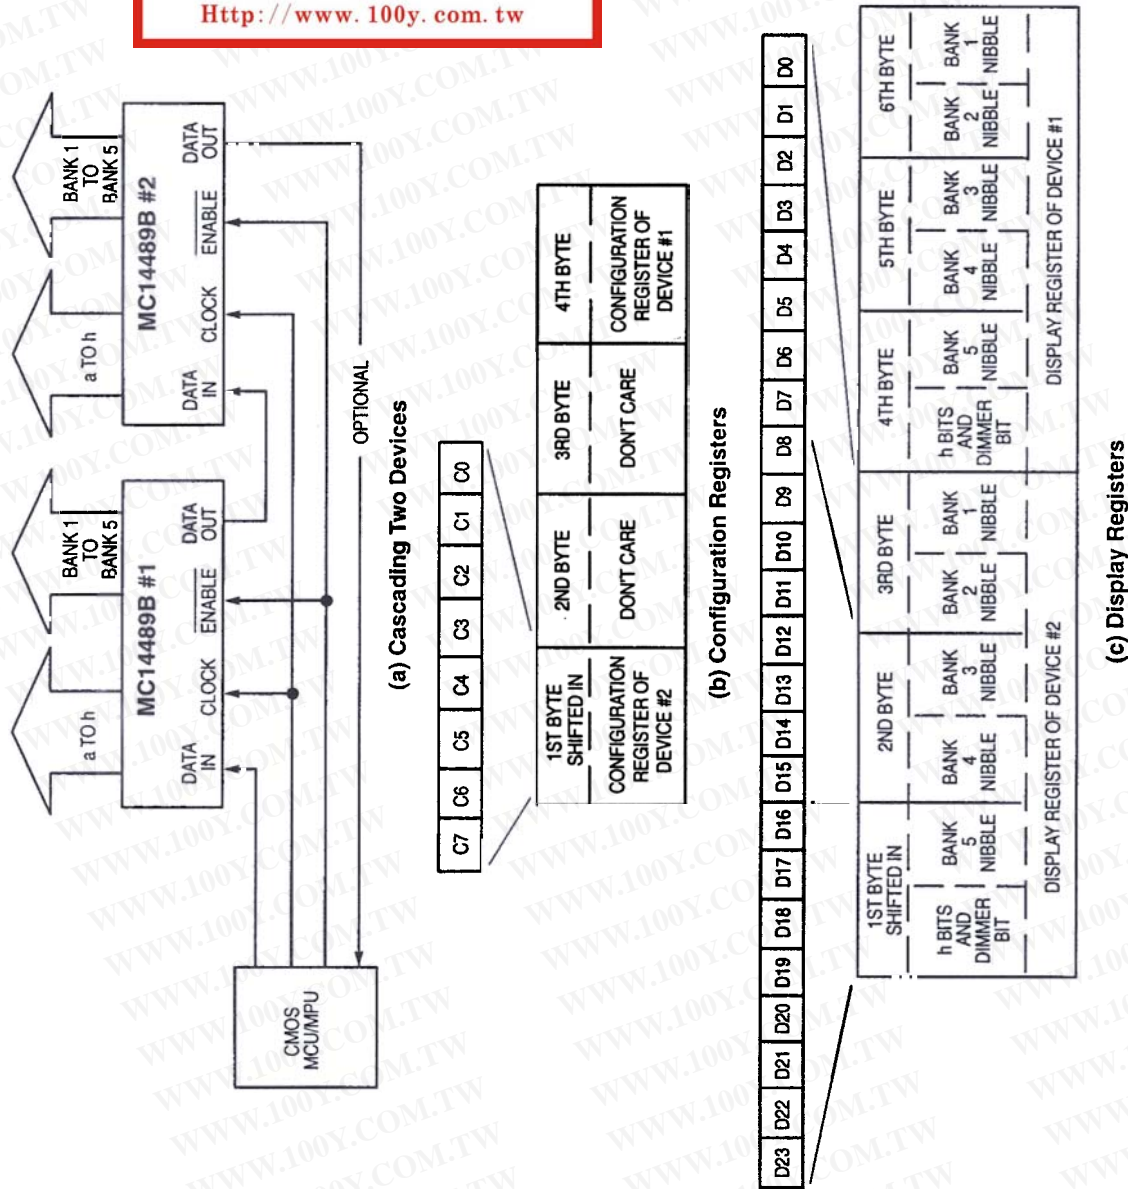 Http://www.100y.com.tw
BANK 1
TO
BANK 5
a TO h
MC14489B #1
DATA
IN
CLOCK
ENABLE
DATA
OUT
BANK 1
TO
BANK 5
a TO h
MC14489B #2
DATA
IN
CLOCK
ENABLE
DATA
OUT
CMOS
MCU/MPU
OPTIONAL
(a) Cascading Two Devices
C7 C6 C5 C4 C3 C2 C1 C0
1ST BYTE
SHIFTED IN
2ND BYTE
3RD BYTE
4TH BYTE
CONFIGURATION
REGISTER OF
DEVICE #2
DON'T CARE
DON'T CARE
CONFIGURATION
REGISTER OF
DEVICE #1
(b) Configuration Registers
D23 D22 D21 D20 D19 D18 D17 D16 D15 D14 D13 D12 D11 D10 D9 D8 D7 D6 D5 D4 D3 D2 D1 D0
1ST BYTE
SHIFTED IN
2ND BYTE
3RD BYTE
4TH BYTE
5TH BYTE
6TH BYTE
h BITS
AND
DIMMER
BIT
BANK
5
NIBBLE
BANK
4
NIBBLE
BANK
3
NIBBLE
BANK
2
NIBBLE
BANK
1
NIBBLE
h BITS
AND
DIMMER
BIT
BANK
5
NIBBLE
BANK
4
NIBBLE
BANK
3
NIBBLE
BANK
2
NIBBLE
BANK
1
NIBBLE
DISPLAY REGISTER OF DEVICE #2
DISPLAY REGISTER OF DEVICE #1
(c) Display Registers
WWW.100Y.COM.TW